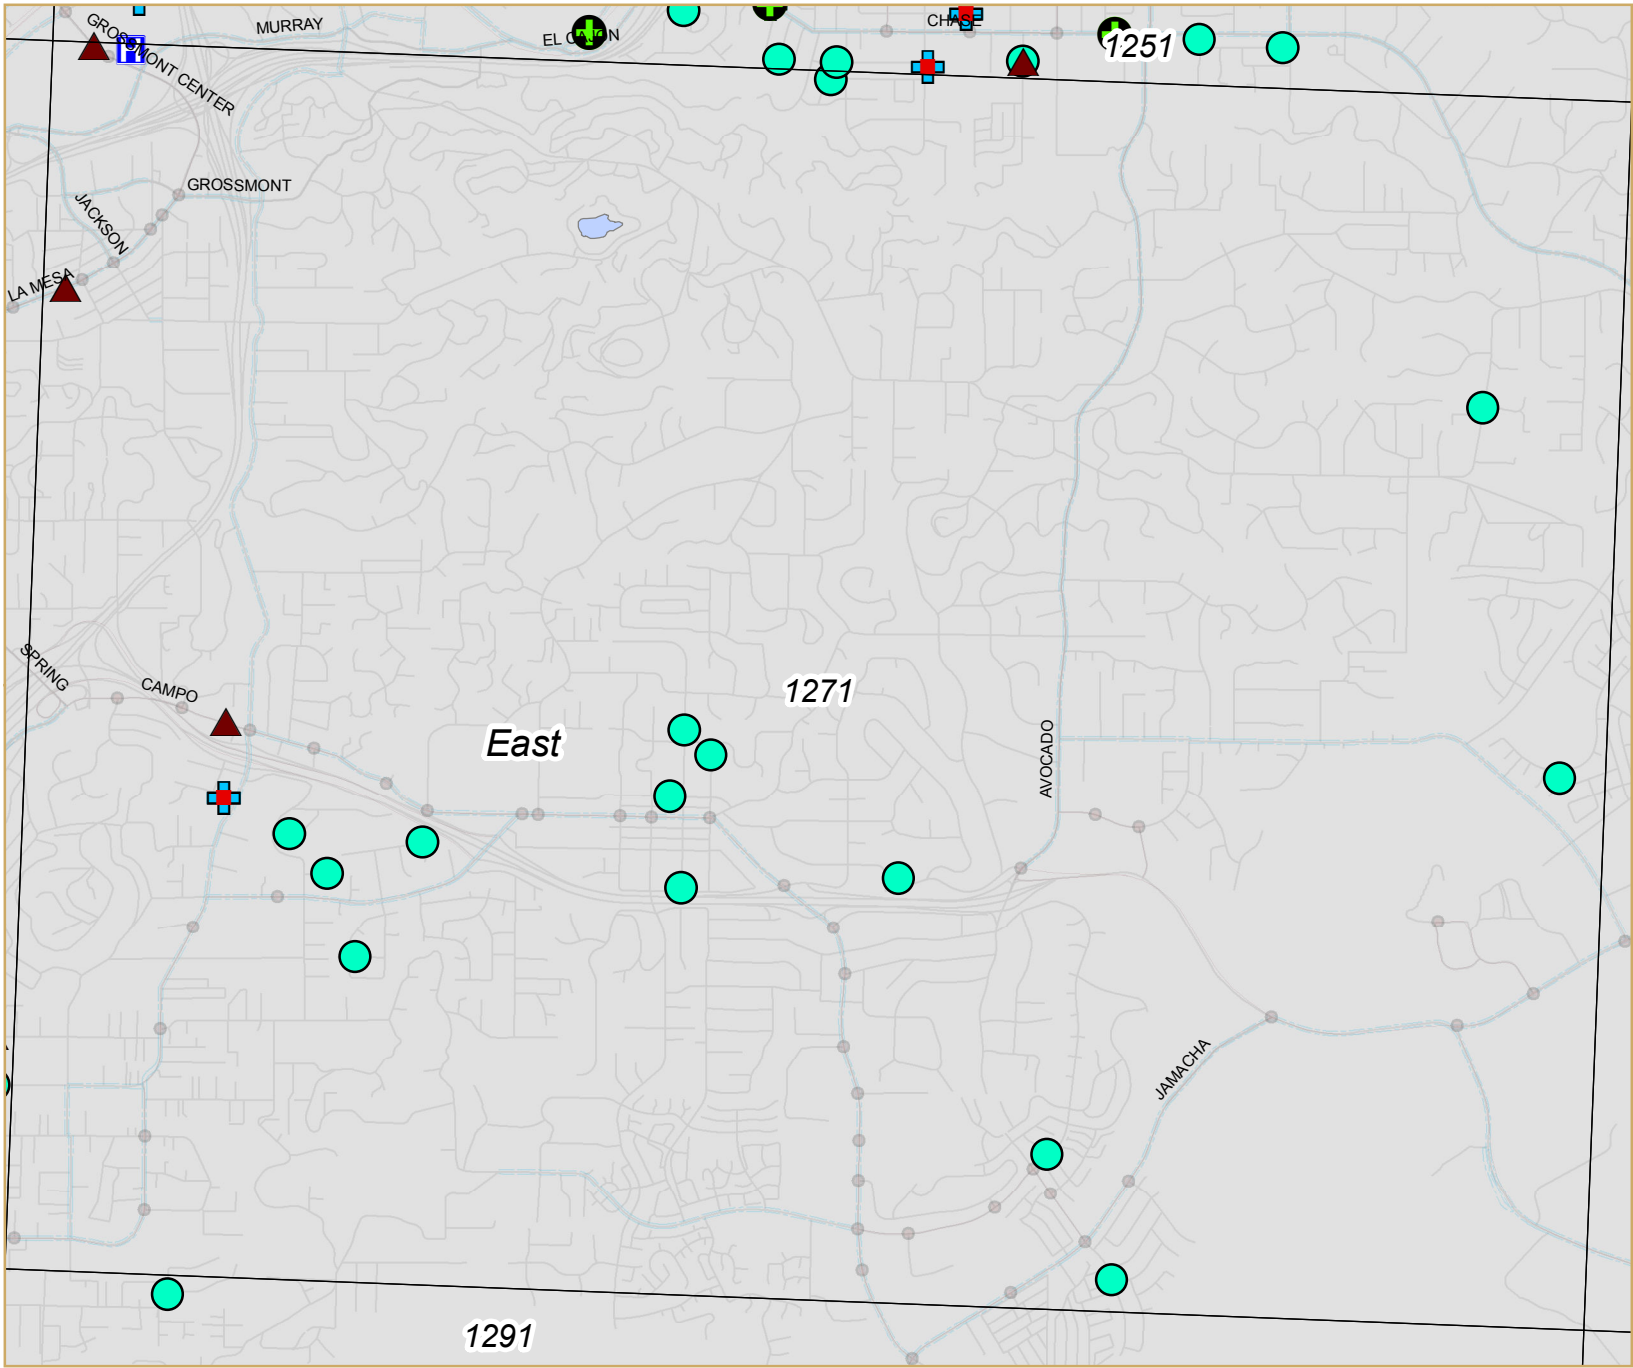 MURRAY
EL CAJON
CHASE
1251
GROSSMONT CENTER
GROSSMONT
JACKSON
LA MESA
SPRING
CAMPO
1271
East
AVOCADO
JAMACHA
1291